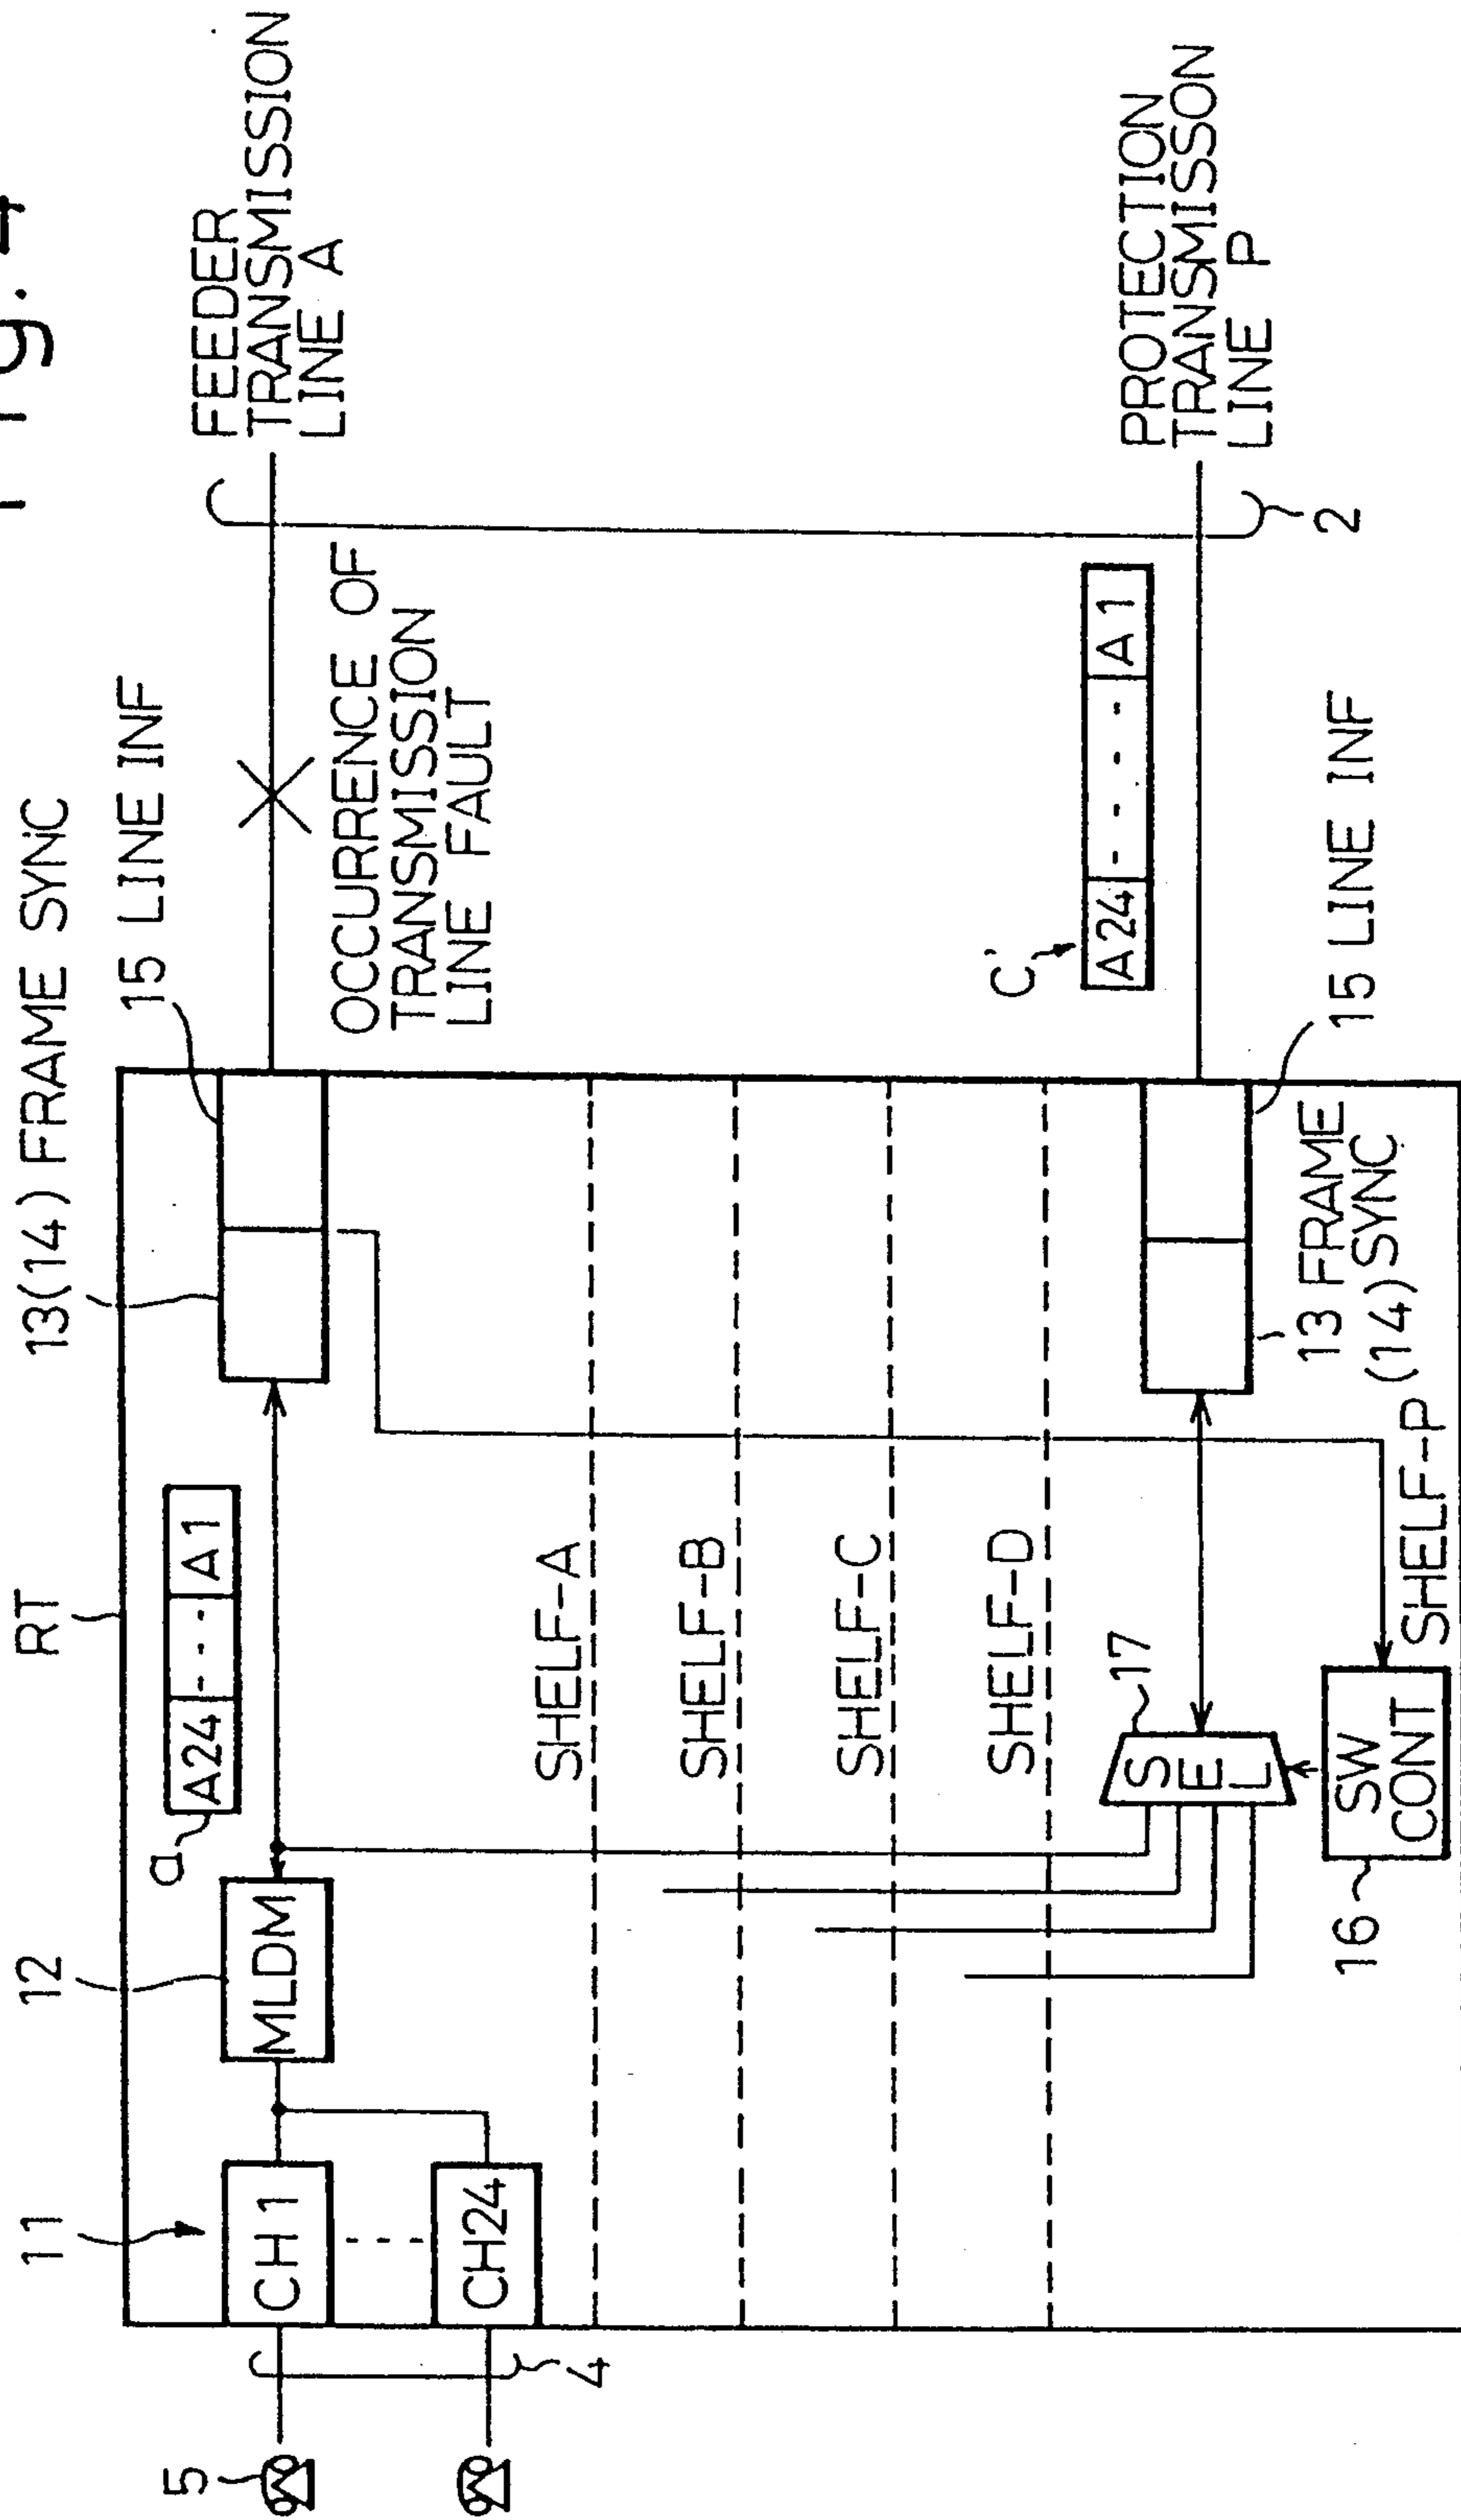 Fig. 4
13(14) FRAME SYNC
RT
12
11
15 LINE INF
FEEDER
TRANSMISSION
LINE A
a
A24 - - - A1
5
CH1
MLDM
OCCURRENCE OF
TRANSMISSION
LINE FAULT
CH24
4
SHELF-A
SHELF-B
SHELF-C
SHELF-D
C'
A24 - - - - A1
PROTECTION
TRANSMISSON
LINE P
17
SEL
2
13 FRAME
(14) SYNC
15 LINE INF
16
SW
CONT
SHELF-P